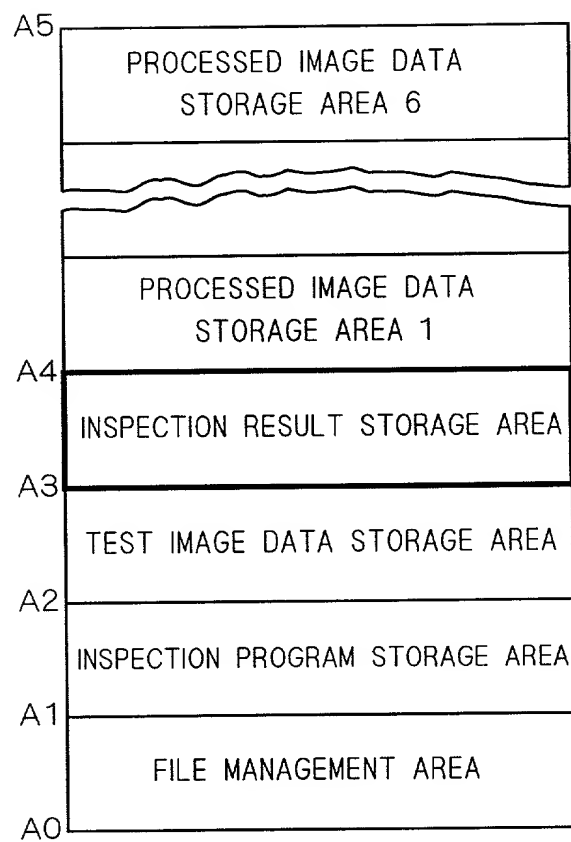 A5
PROCESSED IMAGE DATA
STORAGE AREA 6
PROCESSED IMAGE DATA
STORAGE AREA 1
A4
INSPECTION RESULT STORAGE AREA
A3
TEST IMAGE DATA STORAGE AREA
A2
INSPECTION PROGRAM STORAGE AREA
A1
FILE MANAGEMENT AREA
A0